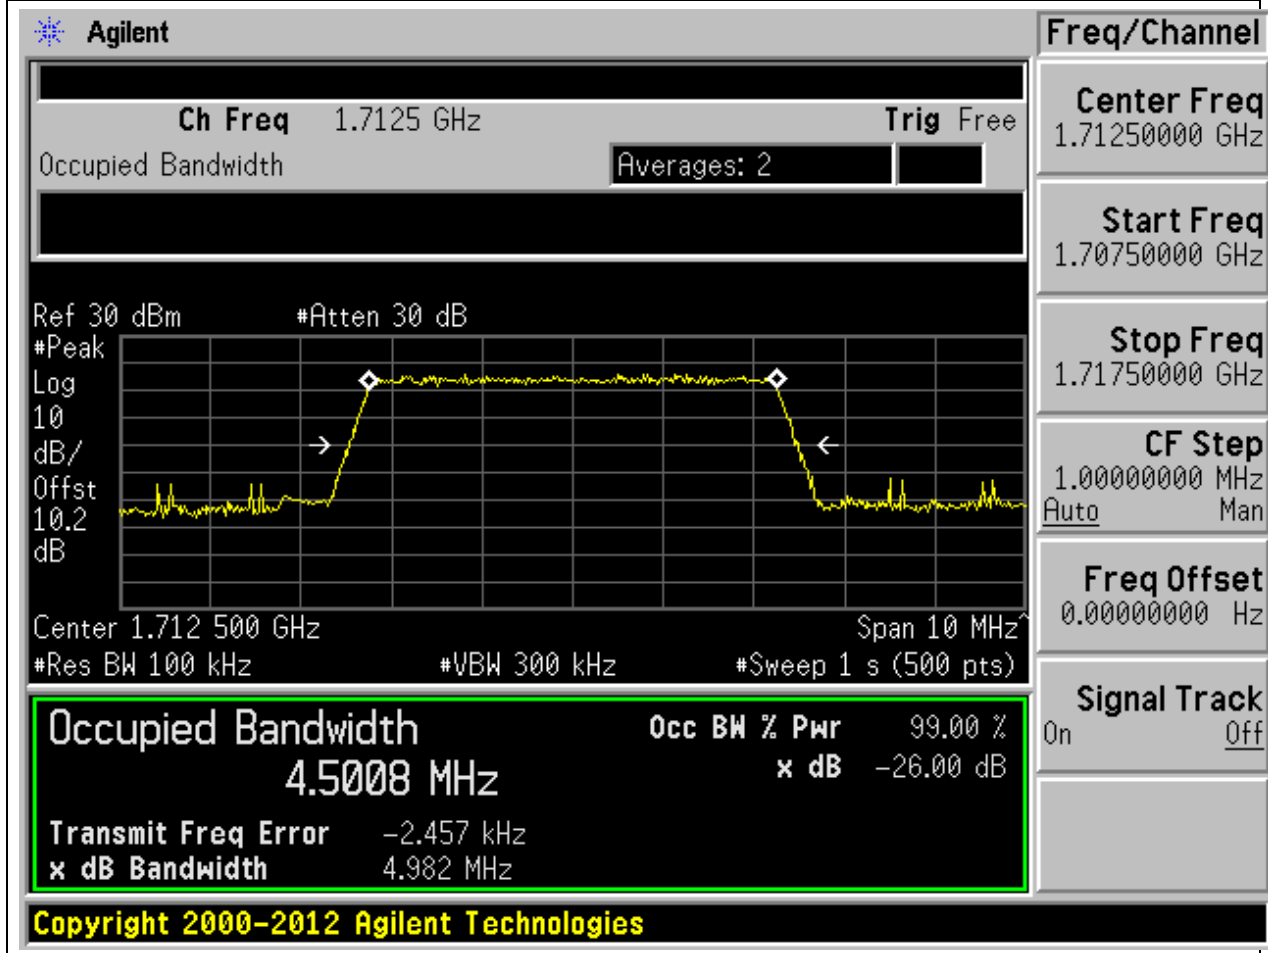 Agilent
Freq/Channel
Ch Freq 1.7125 GHz Trig Free
Occupied Bandwidth Averages: 2
Center Freq
1.71250000 GHz
Start Freq
1.70750000 GHz
Stop Freq
1.71750000 GHz
CF Step
1.00000000 MHz
Auto Man
Freq Offset
0.00000000 Hz
Signal Track
On Off
Ref 30 dBm #Atten 30 dB
#Peak
Log
10
dB/
Offst
10.2
dB
Center 1.712 500 GHz Span 10 MHz^
#Res BW 100 kHz #VBW 300 kHz #Sweep 1 s (500 pts)
Occupied Bandwidth Occ BW % Pwr 99.00 %
4.5008 MHz x dB -26.00 dB
Transmit Freq Error -2.457 kHz
x dB Bandwidth 4.982 MHz
Copyright 2000-2012 Agilent Technologies